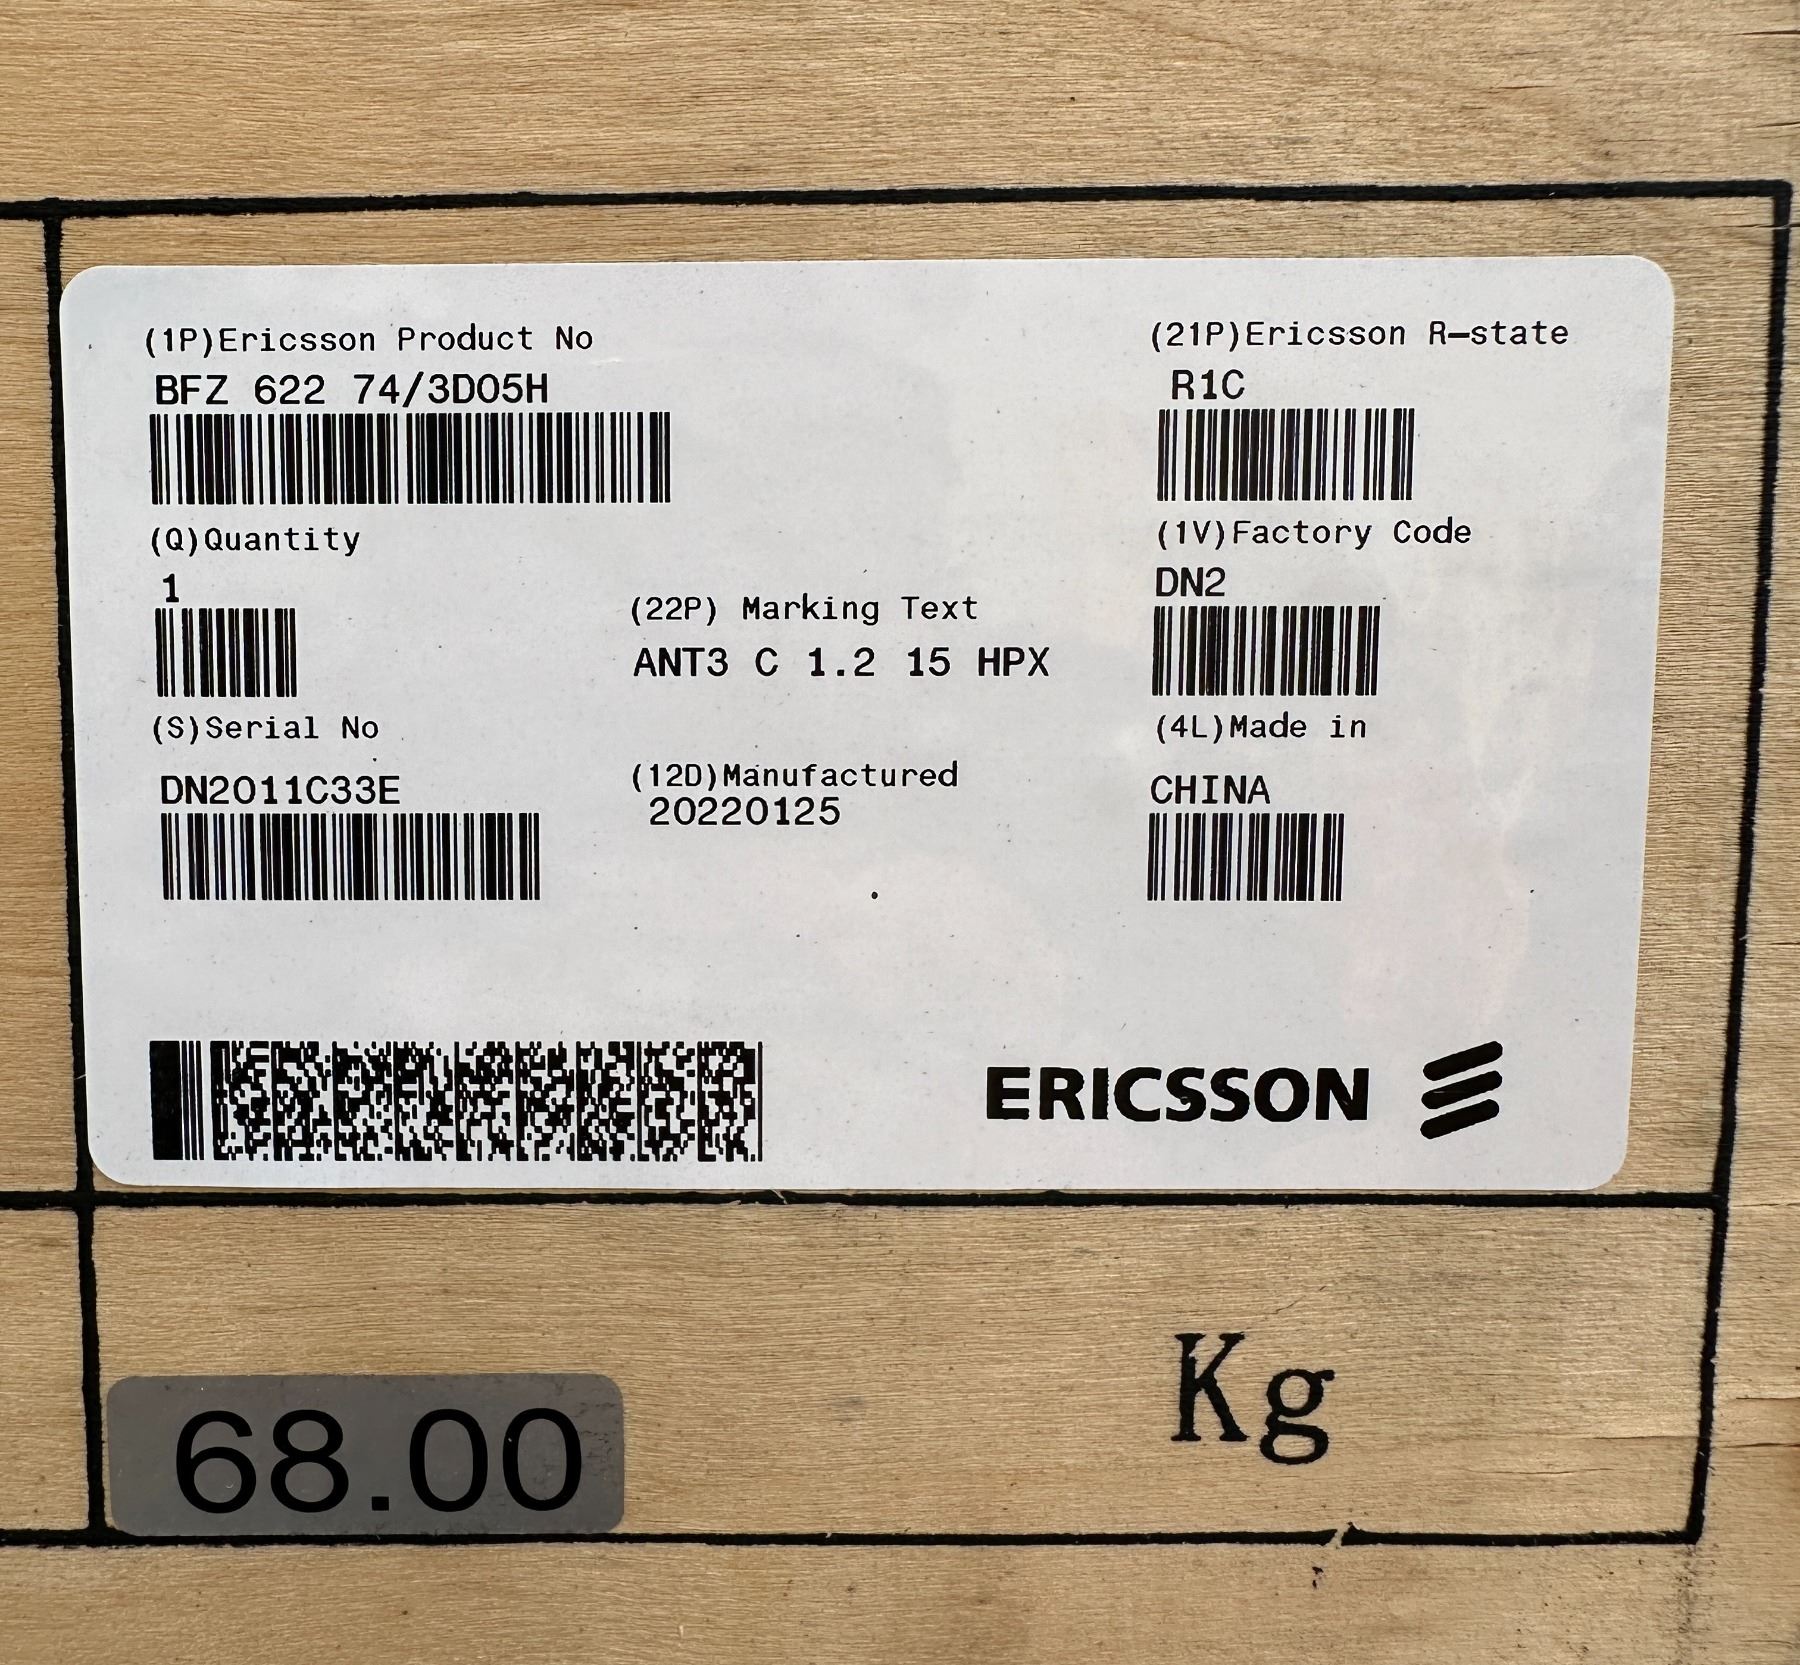 (1P)Ericsson Product No
BFZ 622 74/3D05H
(21P)Ericsson R-state
R1C
(Q)Quantity
1
(22P) Marking Text
ANT3 C 1.2 15 HPX
(1V)Factory Code
DN2
(S)Serial No
DN2011C33E
(12D)Manufactured
20220125
(4L)Made in
CHINA
ERICSSON
68.00 Kg